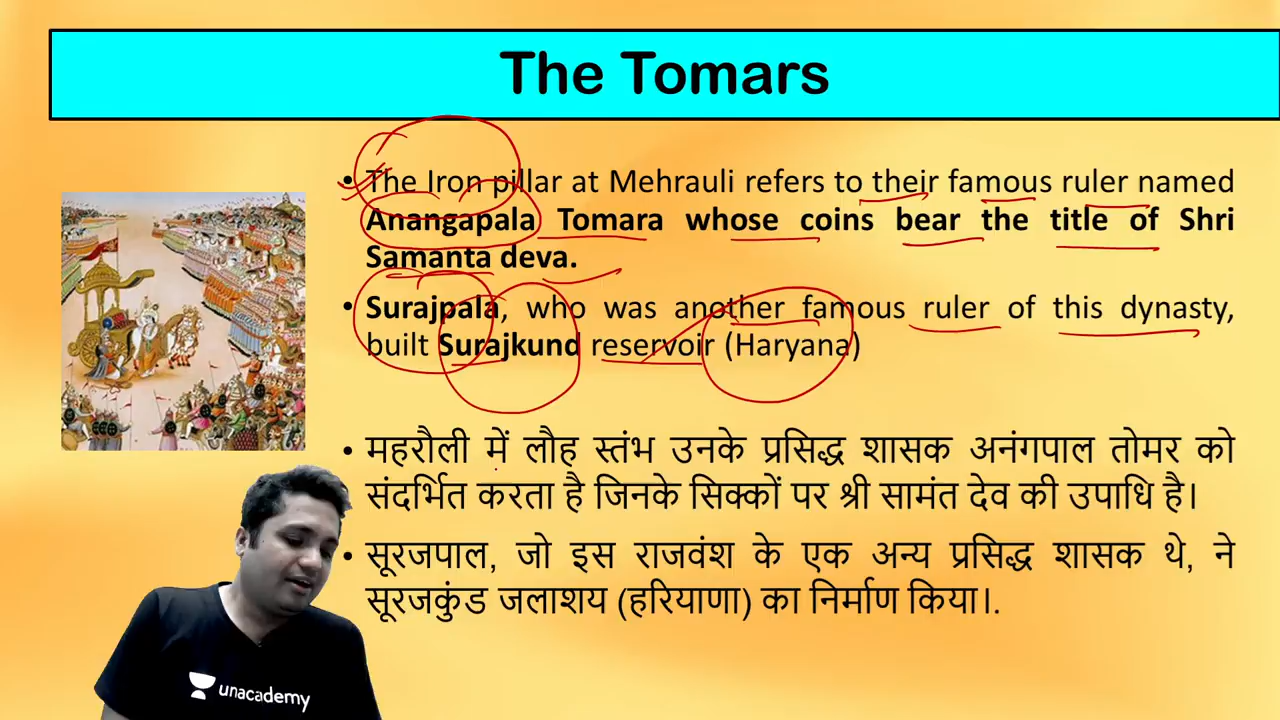 The Tomars
• The Iron pillar at Mehrauli refers to their famous ruler named
Anangapala Tomara whose coins bear the title of Shri
Samanta deva.
• Surajpala, who was another famous ruler of this dynasty,
built Surajkund reservoir (Haryana)
• महरौली में लौह स्तंभ उनके प्रसिद्ध शासक अनंगपाल तोमर को
संदर्भित करता है जिनके सिक्कों पर श्री सामंत देव की उपाधि है।
• सूरजपाल, जो इस राजवंश के एक अन्य प्रसिद्ध शासक थे, ने
सूरजकुंड जलाशय (हरियाणा) का निर्माण किया।.
unacademy